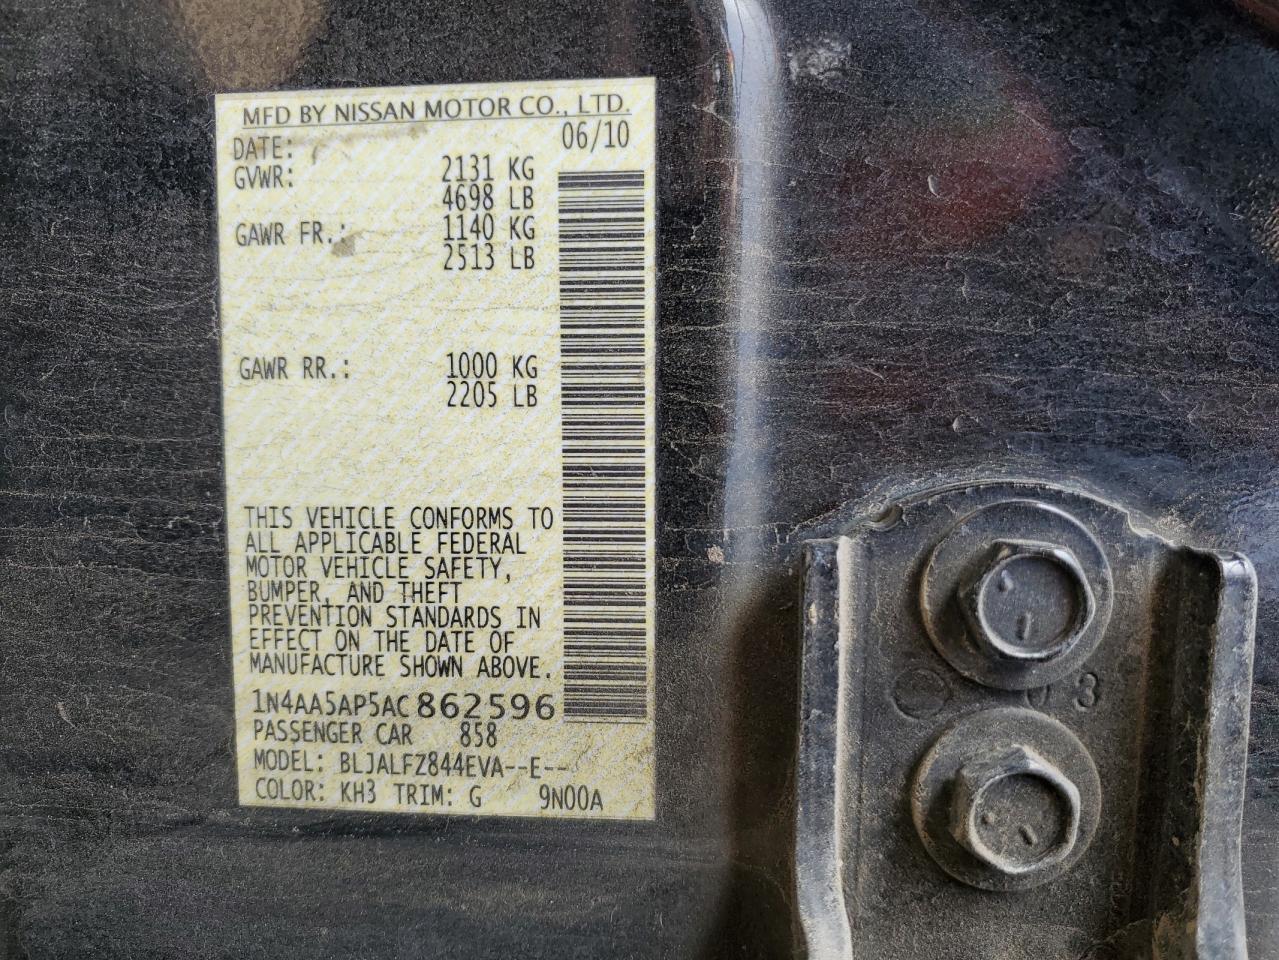 MFD BY NISSAN MOTOR CO., LTD.
DATE: 06/10
GVWR: 2131 KG
4698 LB
GAWR FR.: 1140 KG
2513 LB
GAWR RR.: 1000 KG
2205 LB
THIS VEHICLE CONFORMS TO
ALL APPLICABLE FEDERAL
MOTOR VEHICLE SAFETY,
BUMPER, AND THEFT
PREVENTION STANDARDS IN
EFFECT ON THE DATE OF
MANUFACTURE SHOWN ABOVE.
1N4AA5AP5AC862596
PASSENGER CAR 858
MODEL: BLJALFZ844EVA--E--
COLOR: KH3 TRIM: G 9N00A